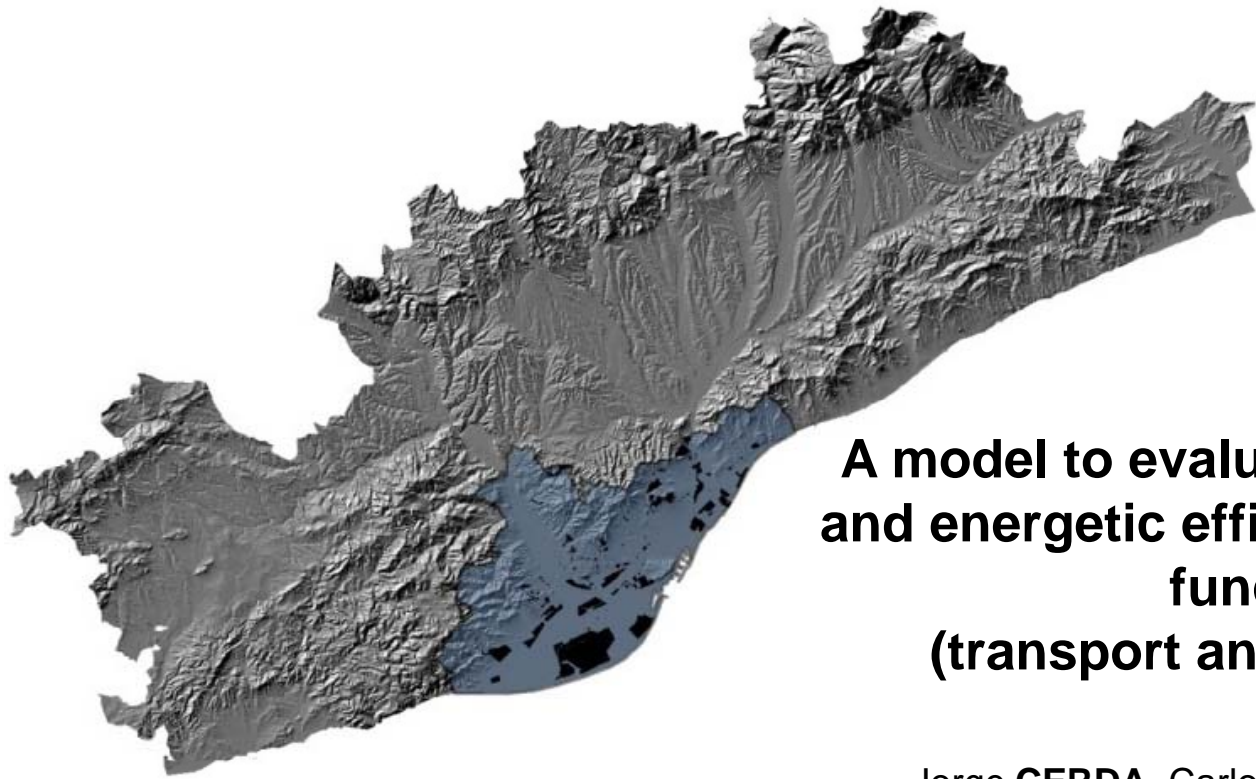 A model to evalu
and energetic effi
func
(transport an
Jorge CERDA, Carlo